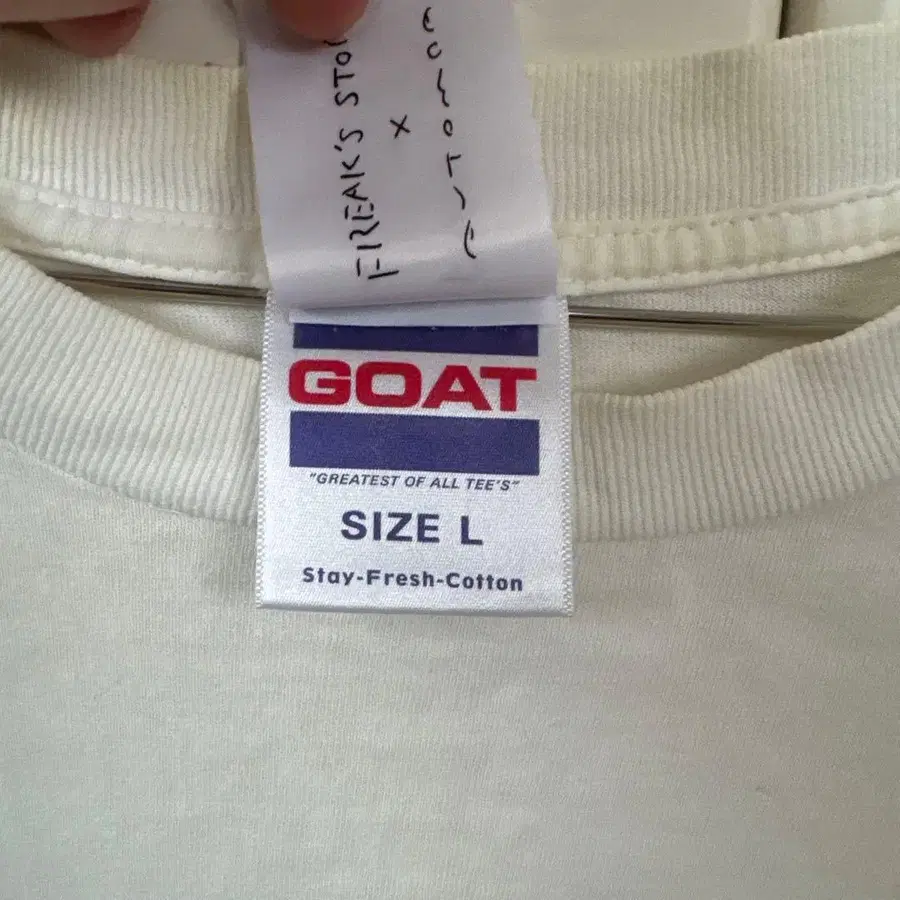 FREAK'S STO
x
GOAT
"GREATEST OF ALL TEE'S"
SIZE L
Stay-Fresh-Cotton